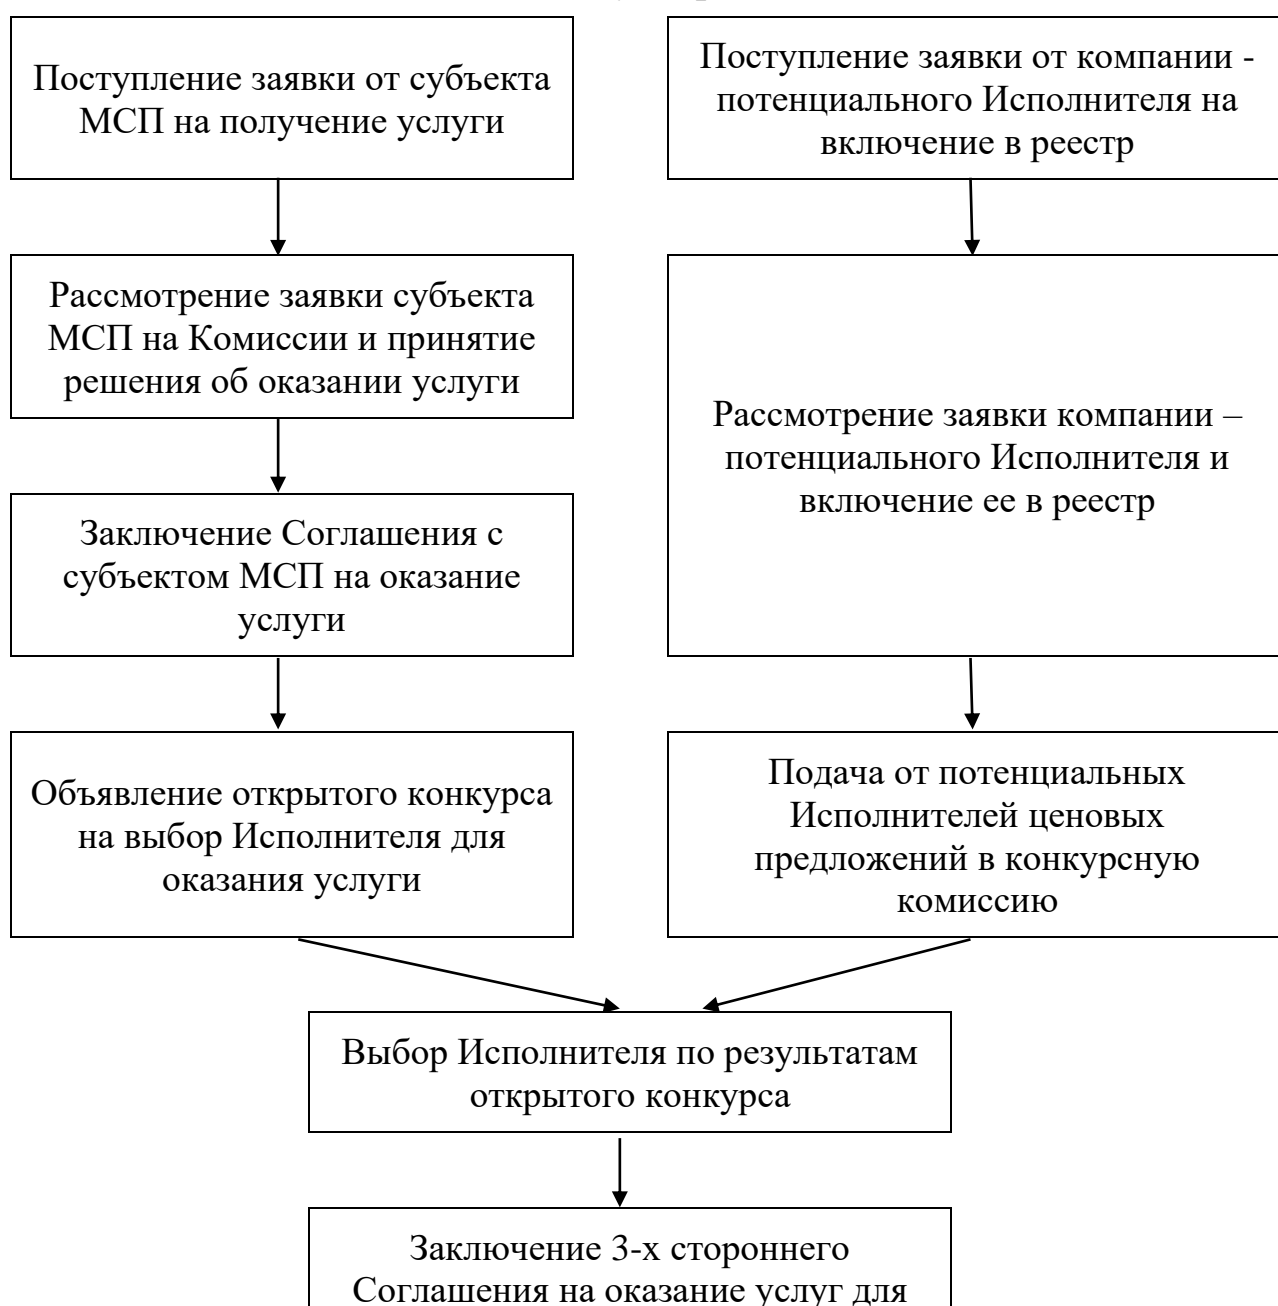 Поступление заявки от субъекта
МСП на получение услуги
Поступление заявки от компании -
потенциального Исполнителя на
включение в реестр
Рассмотрение заявки субъекта
МСП на Комиссии и принятие
решения об оказании услуги
Рассмотрение заявки компании –
потенциального Исполнителя и
включение ее в реестр
Заключение Соглашения с
субъектом МСП на оказание
услуги
Объявление открытого конкурса
на выбор Исполнителя для
оказания услуги
Подача от потенциальных
Исполнителей ценовых
предложений в конкурсную
комиссию
Выбор Исполнителя по результатам
открытого конкурса
Заключение 3-х стороннего
Соглашения на оказание услуг для